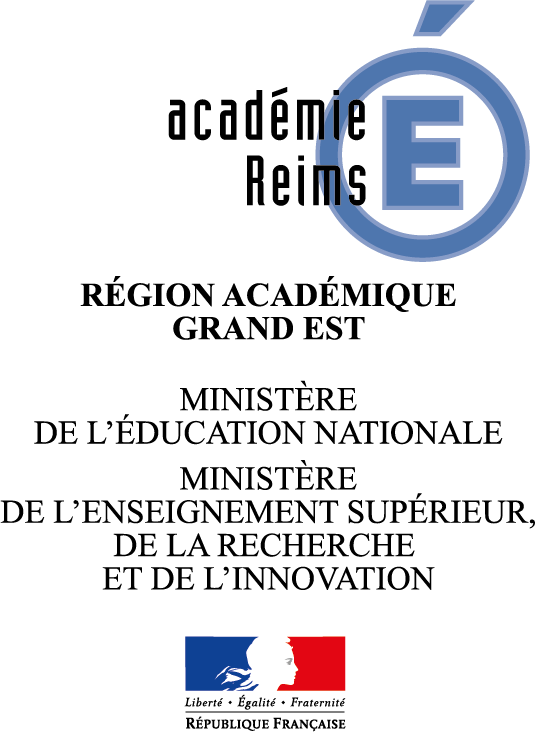 académie
Reims
É
RÉGION ACADÉMIQUE
GRAND EST
MINISTÈRE
DE L’ÉDUCATION NATIONALE
MINISTÈRE
DE L’ENSEIGNEMENT SUPÉRIEUR,
DE LA RECHERCHE
ET DE L’INNOVATION
Liberté • Égalité • Fraternité
RÉPUBLIQUE FRANÇAISE